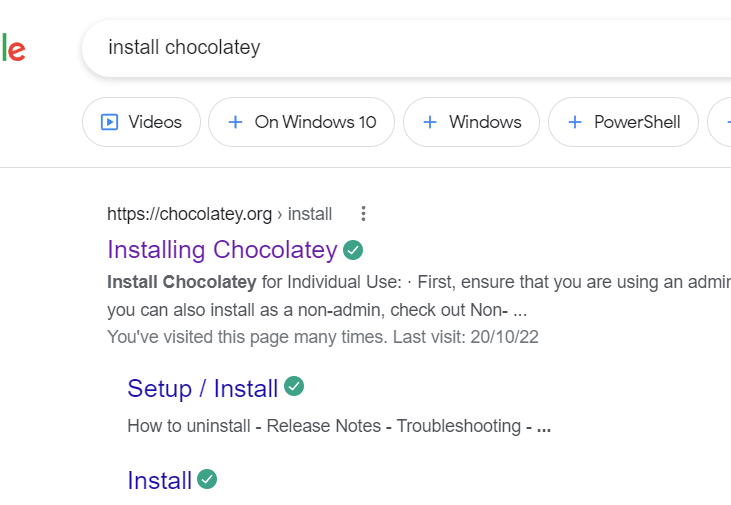 le
install chocolatey
Videos + On Windows 10 + Windows + PowerShell +
https://chocolatey.org › install
Installing Chocolatey
Install Chocolatey for Individual Use: · First, ensure that you are using an
you can also install as a non-admin, check out Non- ...
You've visited this page many times. Last visit: 20/10/22
Setup / Install
How to uninstall - Release Notes - Troubleshooting - ...
Install